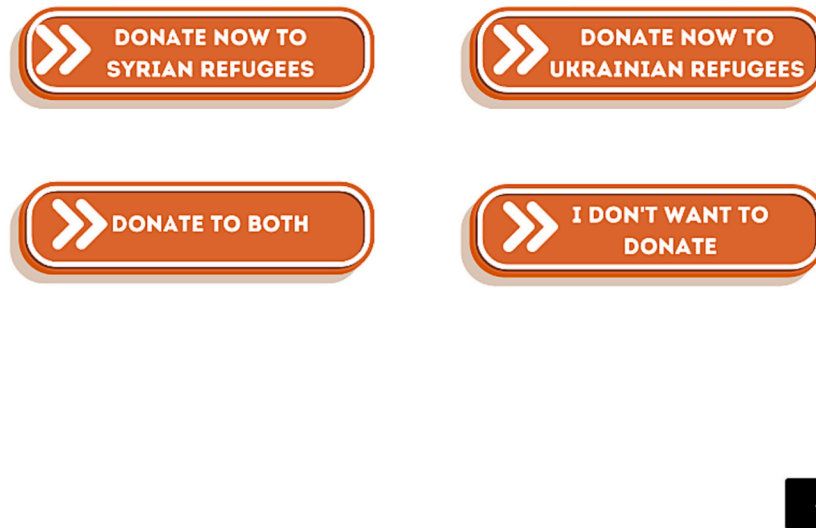 DONATE NOW TO
SYRIAN REFUGEES
DONATE NOW TO
UKRAINIAN REFUGEES
DONATE TO BOTH
I DON'T WANT TO
DONATE